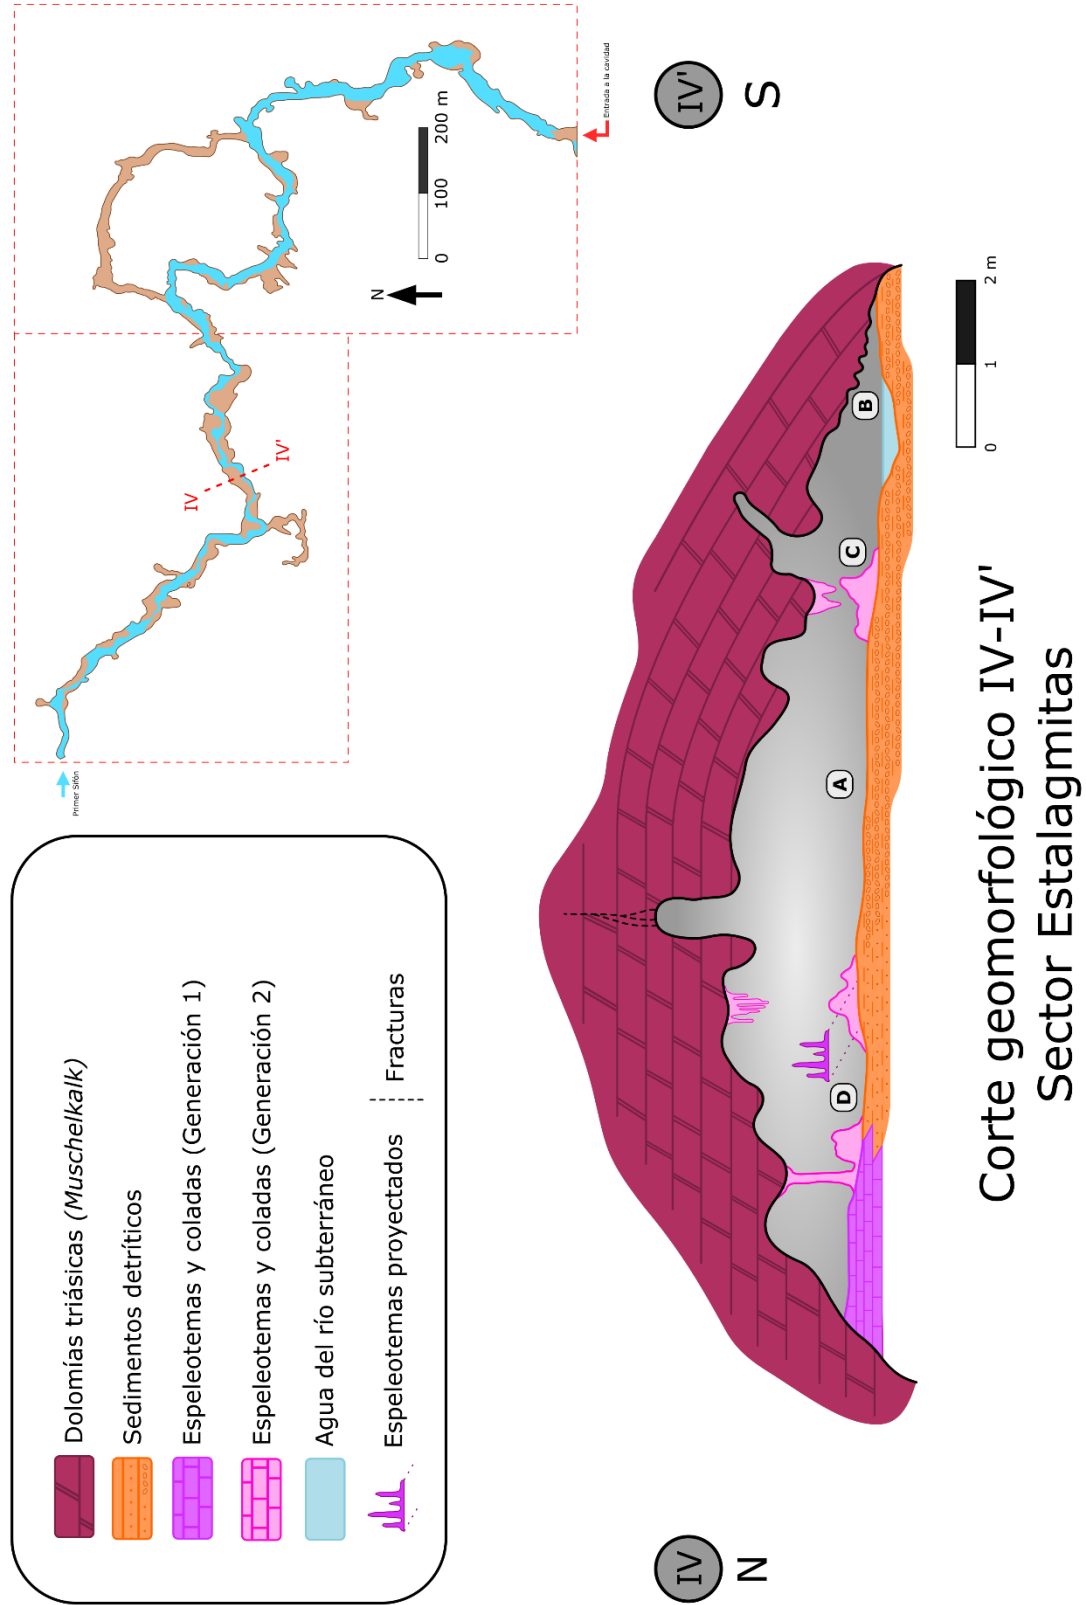 Dolomías triásicas (Muschelkalk)
Sedimentos detríticos
Espeleotemas y coladas (Generación 1)
Espeleotemas y coladas (Generación 2)
Agua del río subterráneo
Espeleotemas proyectados
Fracturas
Primer Sifón
IV
IV'
N
0 100 200 m
Entrada a la cavidad
IV
N
IV'
S
D
A
C
B
0 1 2 m
Corte geomorfológico IV-IV'
Sector Estalagmitas